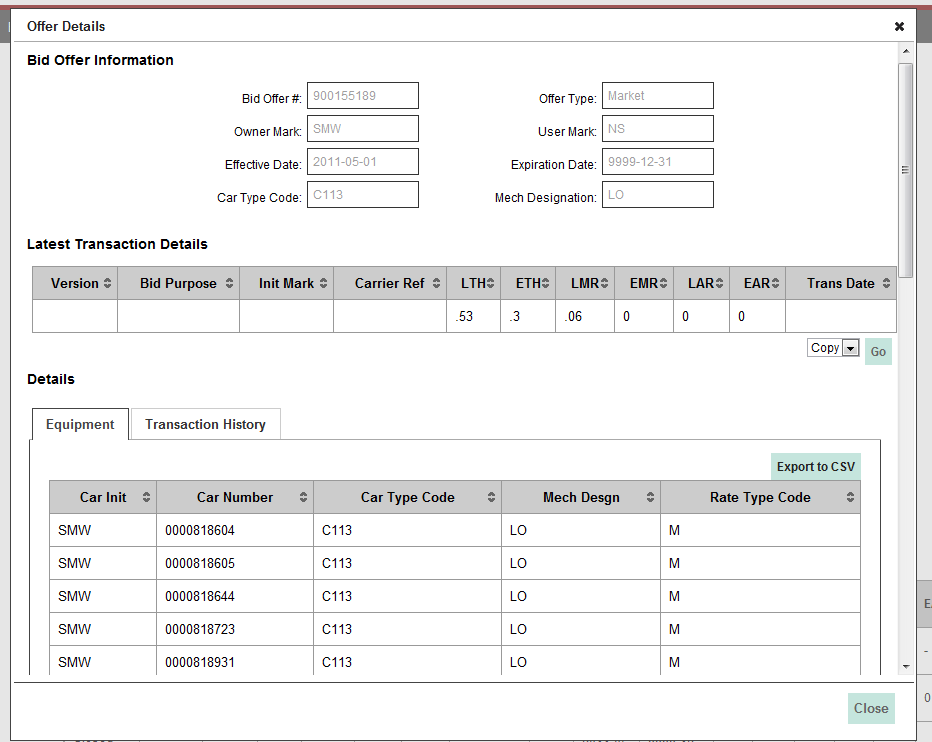 Offer Details
Bid Offer Information
Bid Offer #: 900155189 Offer Type: Market
Owner Mark: SMW User Mark: NS
Effective Date: 2011-05-01 Expiration Date: 9999-12-31
Car Type Code: C113 Mech Designation: LO
Latest Transaction Details
Version Bid Purpose Init Mark Carrier Ref LTH ETH LMR EMR LAR EAR Trans Date
.53 .3 .06 0 0 0
Copy Go
Details
Equipment Transaction History
Export to CSV
Car Init Car Number Car Type Code Mech Desgn Rate Type Code
SMW 0000818604 C113 LO M
SMW 0000818605 C113 LO M
SMW 0000818644 C113 LO M
SMW 0000818723 C113 LO M
SMW 0000818931 C113 LO M
Close